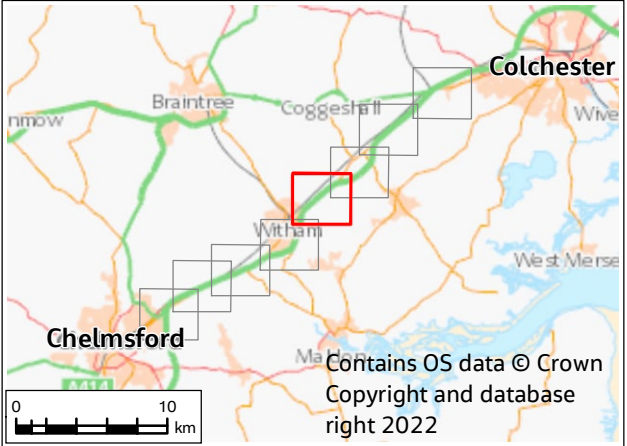 Colchester
Braintree
Coggeshall
nmow
Wive
Witham
West Merse
Chelmsford
A414
Contains OS data © Crown
Copyright and database
right 2022
0 10
km